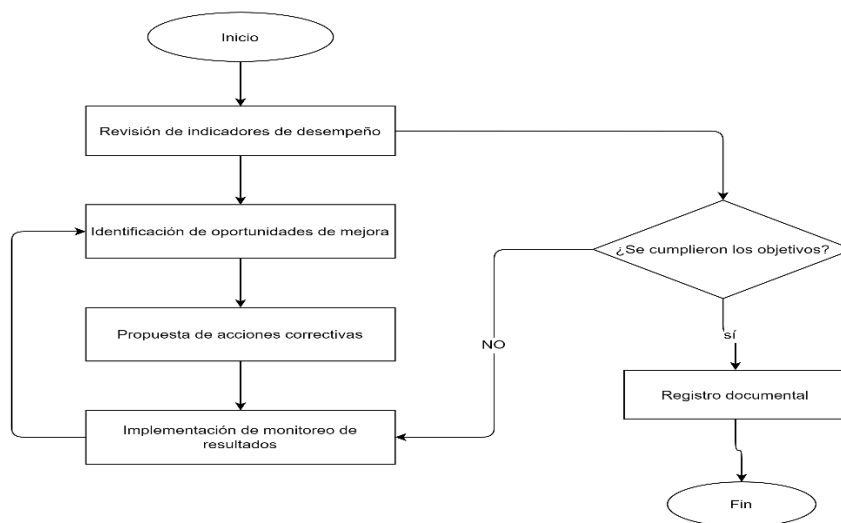 Inicio
Revisión de indicadores de desempeño
Identificación de oportunidades de mejora
¿Se cumplieron los objetivos?
Propuesta de acciones correctivas
NO
sí
Registro documental
Implementación de monitoreo de
resultados
Fin